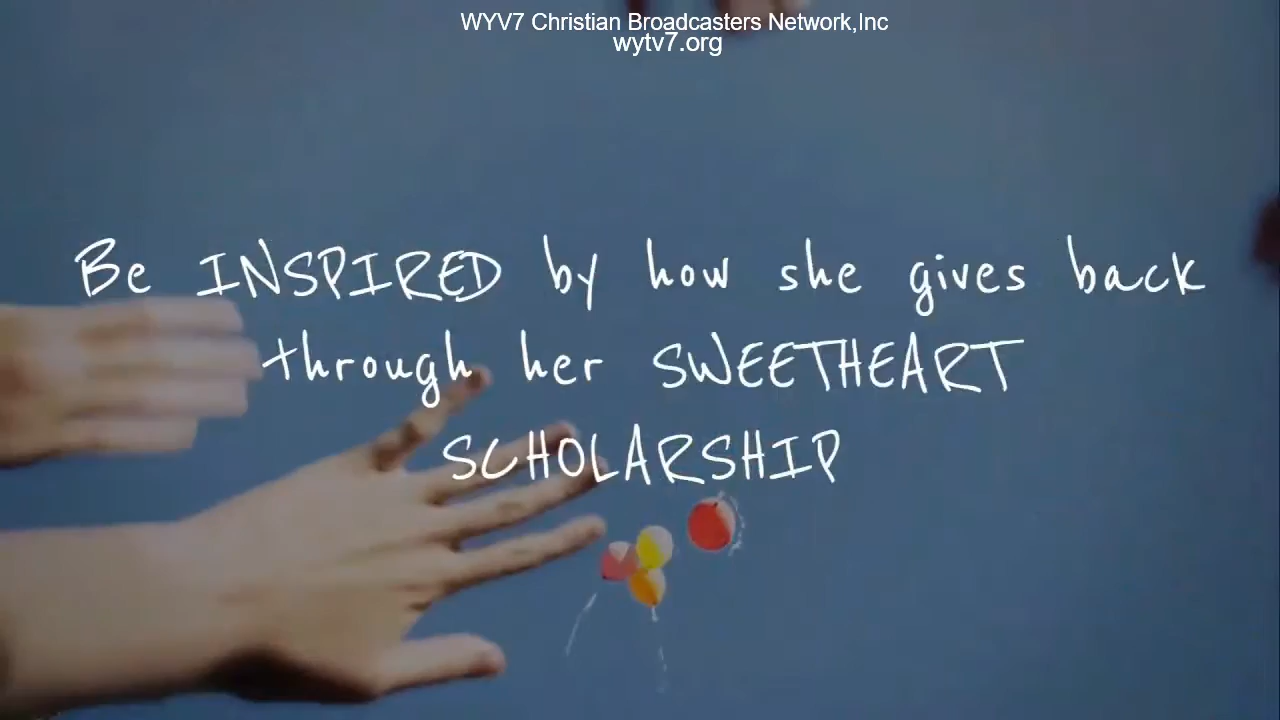 WYV7 Christian Broadcasters Network,Inc
wytv7.org
Be INSPIRED by how she gives back
through her SWEETHEART
SCHOLARSHIP